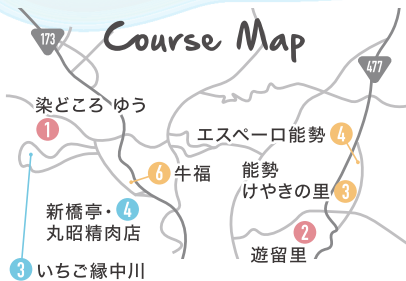 Course Map
173
477
染どころ ゆう
1
エスペーロ能勢 4
6 牛福
能勢
けやきの里 3
新橋亭・4
丸昭精肉店
2
遊留里
3 いちご縁中川